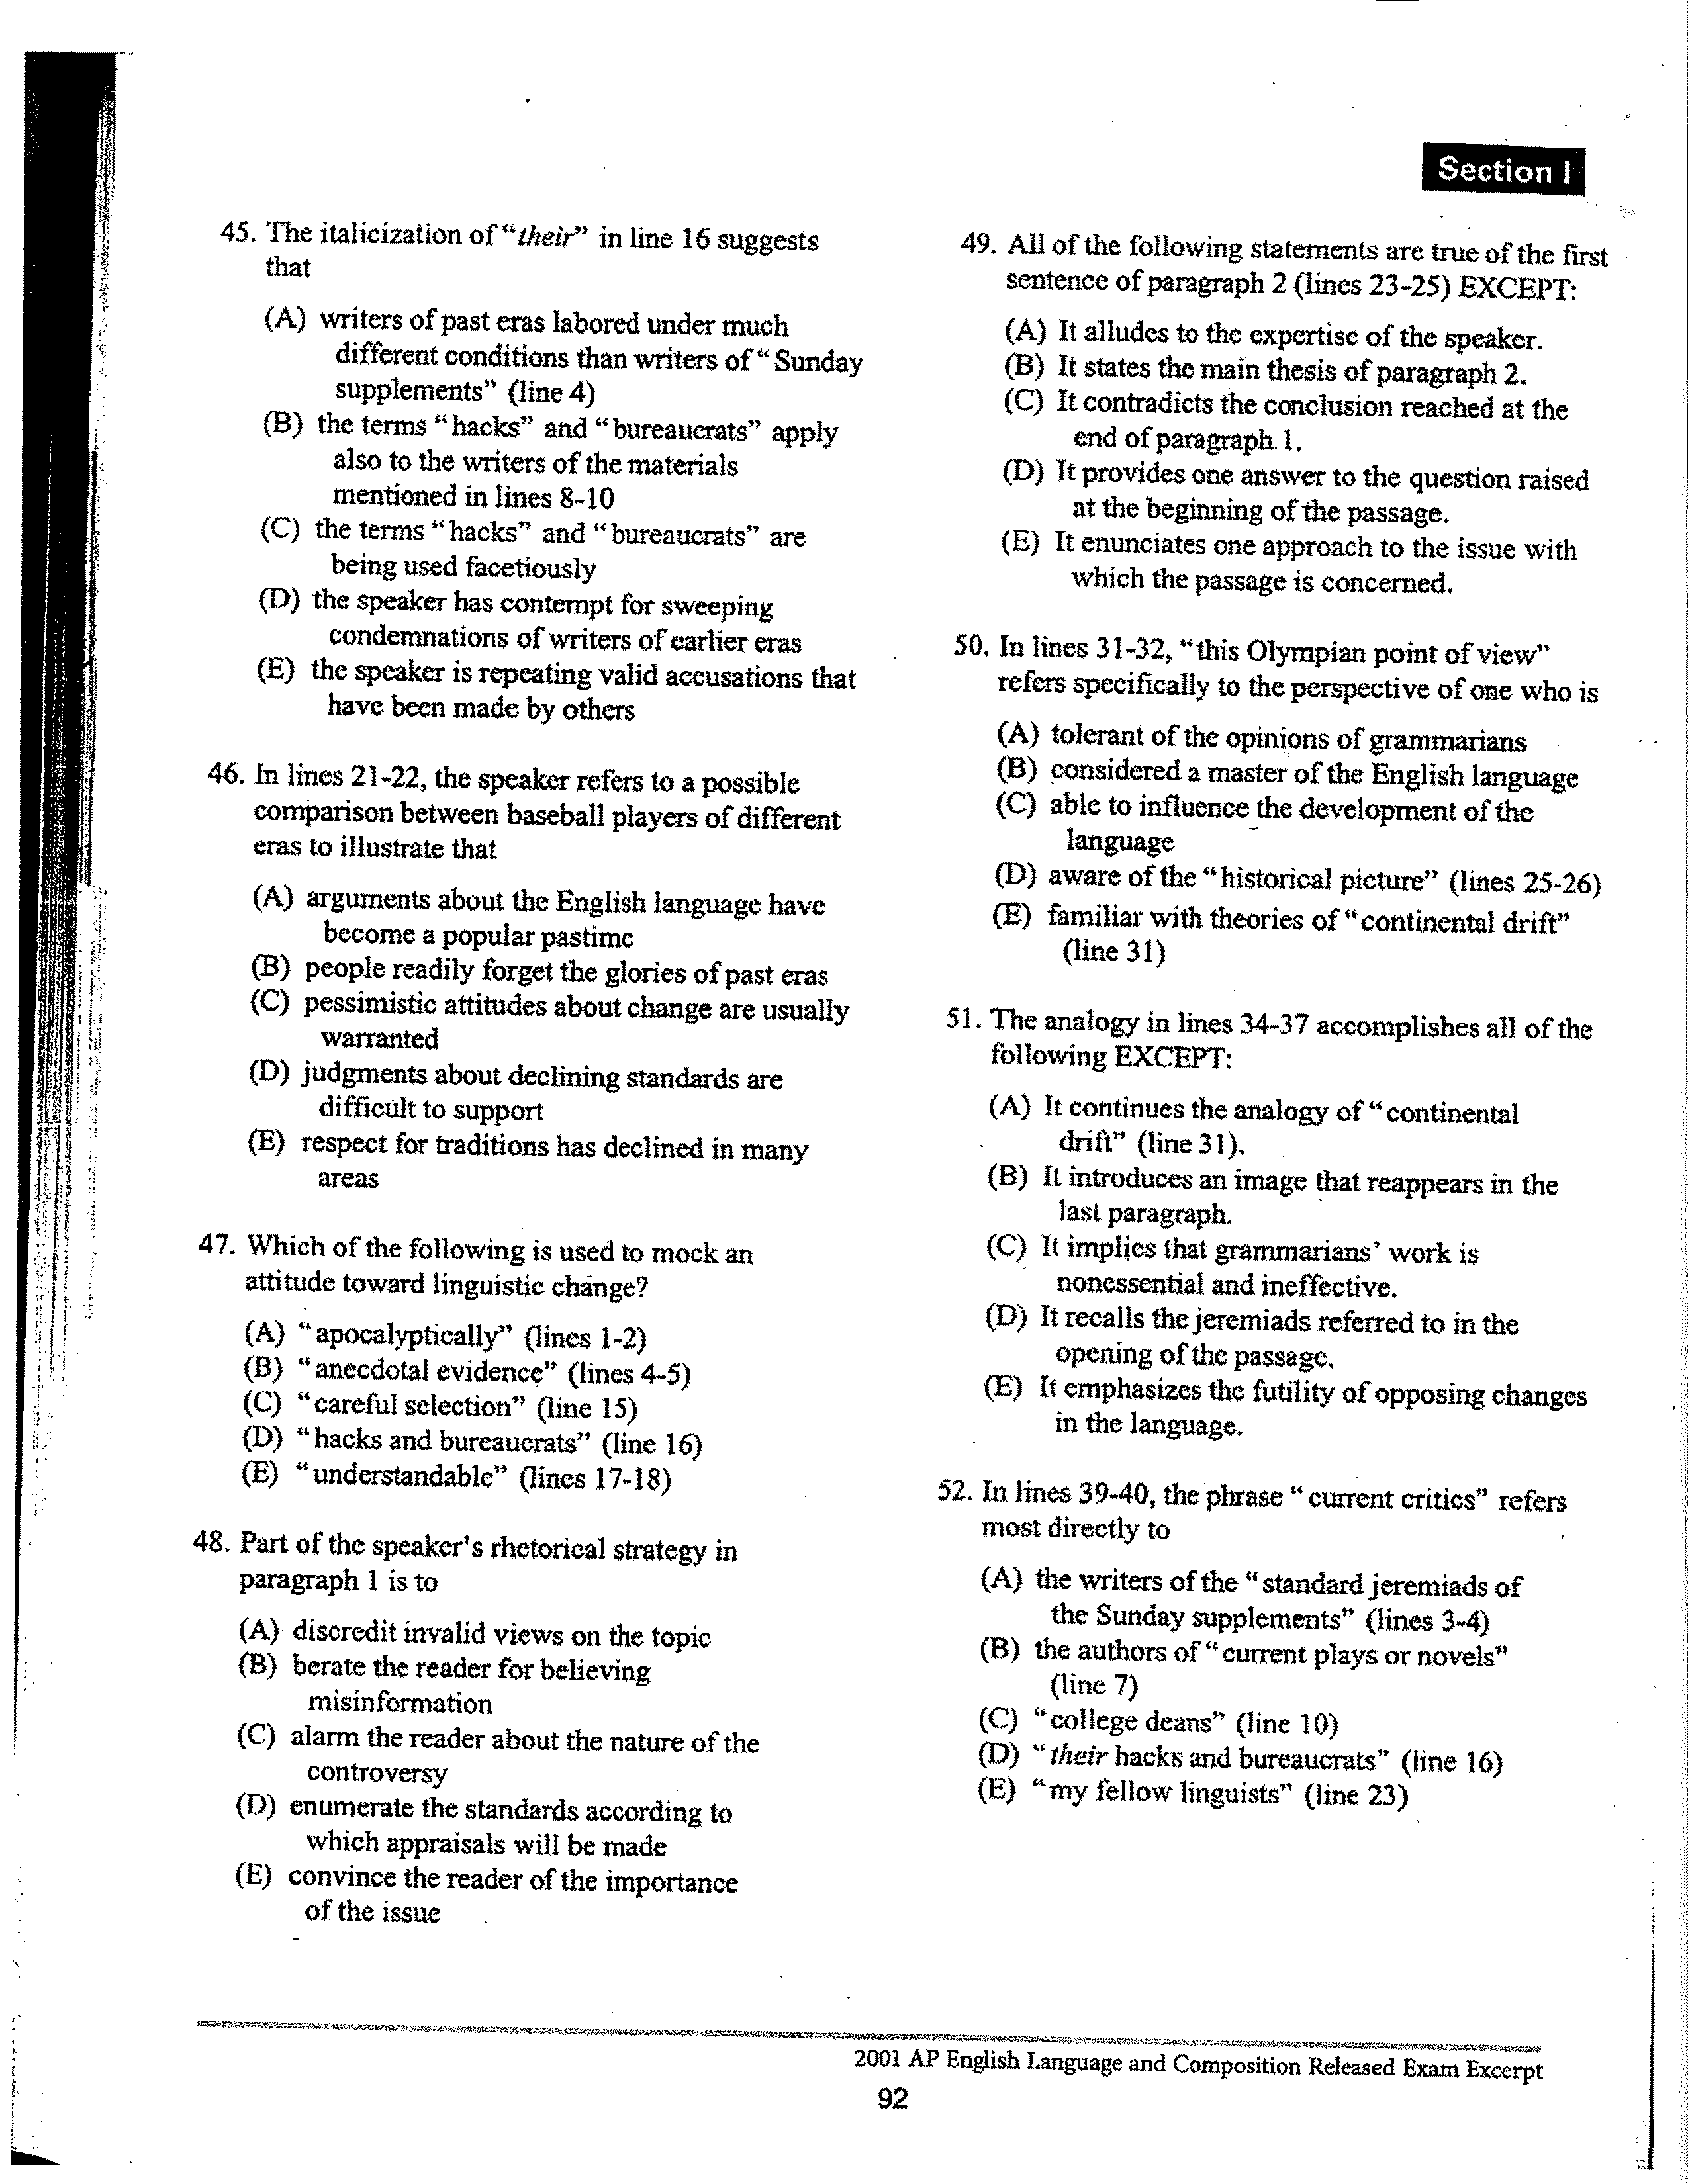 Section I
45. The italicization of "their" in line 16 suggests
that
(A) writers of past eras labored under much
different conditions than writers of "Sunday
supplements" (line 4)
(B) the terms "hacks" and "bureaucrats" apply
also to the writers of the materials
mentioned in lines 8-10
(C) the terms "hacks" and "bureaucrats" are
being used facetiously
(D) the speaker has contempt for sweeping
condemnations of writers of earlier eras
(E) the speaker is repeating valid accusations that
have been made by others
46. In lines 21-22, the speaker refers to a possible
comparison between baseball players of different
eras to illustrate that
(A) arguments about the English language have
become a popular pastime
(B) people readily forget the glories of past eras
(C) pessimistic attitudes about change are usually
warranted
(D) judgments about declining standards are
difficult to support
(E) respect for traditions has declined in many
areas
47. Which of the following is used to mock an
attitude toward linguistic change?
(A) "apocalyptically" (lines 1-2)
(B) "anecdotal evidence" (lines 4-5)
(C) "careful selection" (line 15)
(D) "hacks and bureaucrats" (line 16)
(E) "understandable" (lines 17-18)
48. Part of the speaker's rhetorical strategy in
paragraph 1 is to
(A) discredit invalid views on the topic
(B) berate the reader for believing
misinformation
(C) alarm the reader about the nature of the
controversy
(D) enumerate the standards according to
which appraisals will be made
(E) convince the reader of the importance
of the issue
49. All of the following statements are true of the first
sentence of paragraph 2 (lines 23-25) EXCEPT:
(A) It alludes to the expertise of the speaker.
(B) It states the main thesis of paragraph 2.
(C) It contradicts the conclusion reached at the
end of paragraph 1.
(D) It provides one answer to the question raised
at the beginning of the passage.
(E) It enunciates one approach to the issue with
which the passage is concerned.
50. In lines 31-32, "this Olympian point of view"
refers specifically to the perspective of one who is
(A) tolerant of the opinions of grammarians
(B) considered a master of the English language
(C) able to influence the development of the
language
(D) aware of the "historical picture" (lines 25-26)
(E) familiar with theories of "continental drift"
(line 31)
51. The analogy in lines 34-37 accomplishes all of the
following EXCEPT:
(A) It continues the analogy of "continental
drift" (line 31).
(B) It introduces an image that reappears in the
last paragraph.
(C) It implies that grammarians' work is
nonessential and ineffective.
(D) It recalls the jeremiads referred to in the
opening of the passage.
(E) It emphasizes the futility of opposing changes
in the language.
52. In lines 39-40, the phrase "current critics" refers
most directly to
(A) the writers of the "standard jeremiads of
the Sunday supplements" (lines 3-4)
(B) the authors of "current plays or novels"
(line 7)
(C) "college deans" (line 10)
(D) "their hacks and bureaucrats" (line 16)
(E) "my fellow linguists" (line 23)
2001 AP English Language and Composition Released Exam Excerpt
92